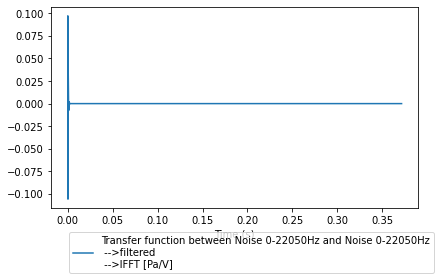 0.100
0.075
0.050
0.025
0.000
−0.025
−0.050
−0.075
−0.100
0.00 0.05 0.10 0.15 0.20 0.25 0.30 0.35
Time (s)
Transfer function between Noise 0-22050Hz and Noise 0-22050Hz
-->filtered
-->IFFT [Pa/V]